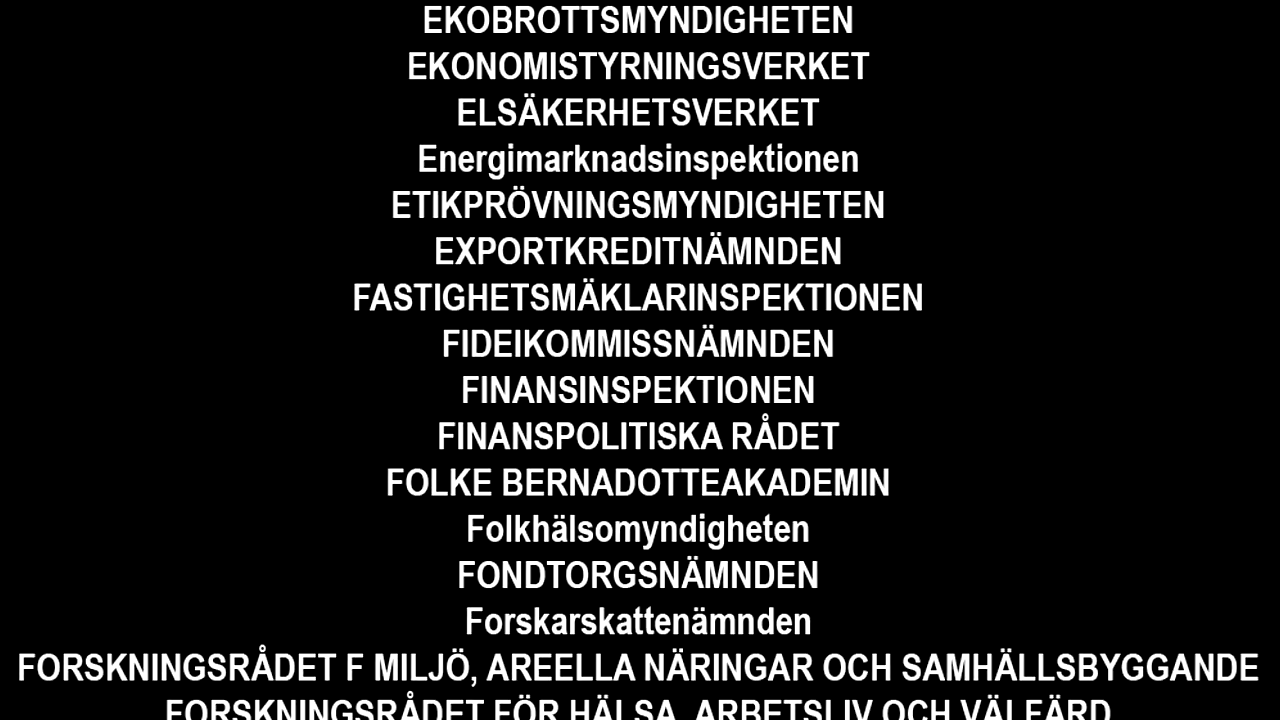 EKOBROTTSMYNDIGHETEN
EKONOMISTYRNINGSVERKET
ELSÄKERHETSVERKET
Energimarknadsinspektionen
ETIKPRÖVNINGSMYNDIGHETEN
EXPORTKREDITNÄMNDEN
FASTIGHETSMÄKLARINSPEKTIONEN
FIDEIKOMMISSNÄMNDEN
FINANSINSPEKTIONEN
FINANSPOLITISKA RÅDET
FOLKE BERNADOTTEAKADEMIN
Folkhälsomyndigheten
FONDTORGSNÄMNDEN
Forskarskattenämnden
FORSKNINGSRÅDET F MILJÖ, AREELLA NÄRINGAR OCH SAMHÄLLSBYGGANDE
FORSKNINGSRÅDET FÖR HÄLSA, ARBETSLIV OCH VÄLFÄRD